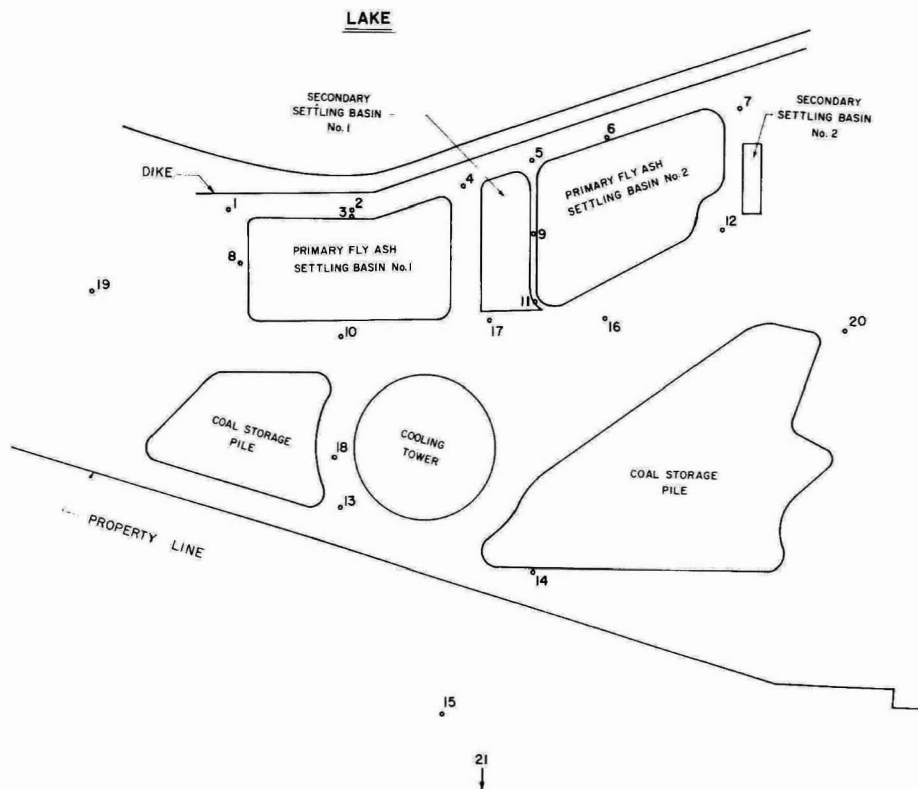 LAKE
SECONDARY
SETTLING BASIN
No. 1
SECONDARY
SETTLING BASIN
No. 2
7
6
5
4
DIKE
PRIMARY FLY ASH
SETTLING BASIN No. 2
1
2
3
12
9
8
PRIMARY FLY ASH
SETTLING BASIN No. 1
19
11
17
16
20
10
COAL STORAGE
PILE
COOLING
TOWER
18
COAL STORAGE
PILE
13
PROPERTY LINE
14
15
21